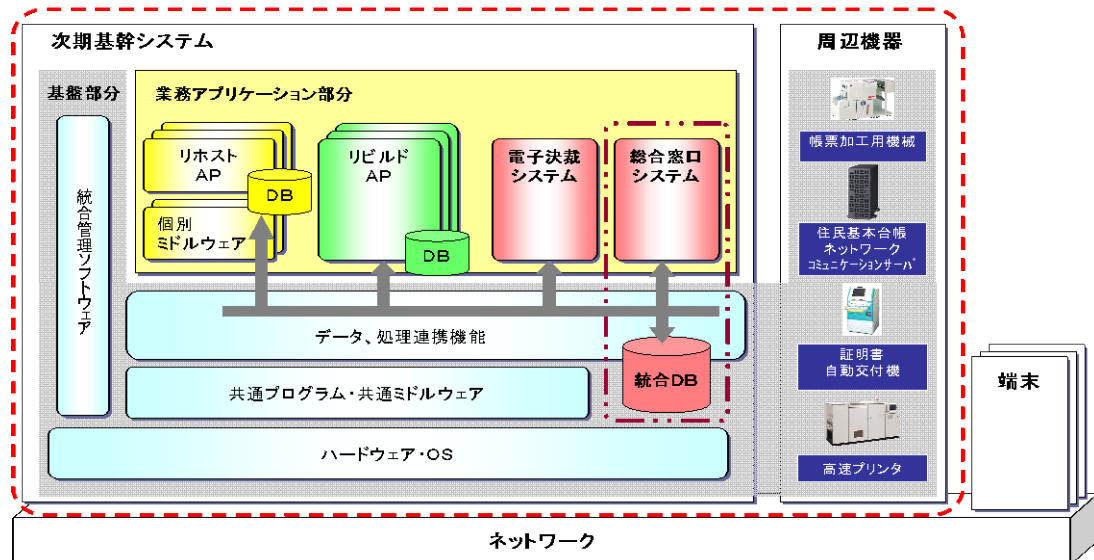 次期基幹システム
周辺機器
基盤部分
業務アプリケーション部分
リホスト
AP
DB
個別
ミドルウェア
リビルド
AP
DB
電子決裁
システム
総合窓口
システム
統合管理ソフトウェア
データ、処理連携機能
統合DB
共通プログラム・共通ミドルウェア
ハードウェア・OS
帳票加工用機械
住民基本台帳
ネットワーク
コミュニケーションサーバ
証明書
自動交付機
高速プリンタ
端末
ネットワーク